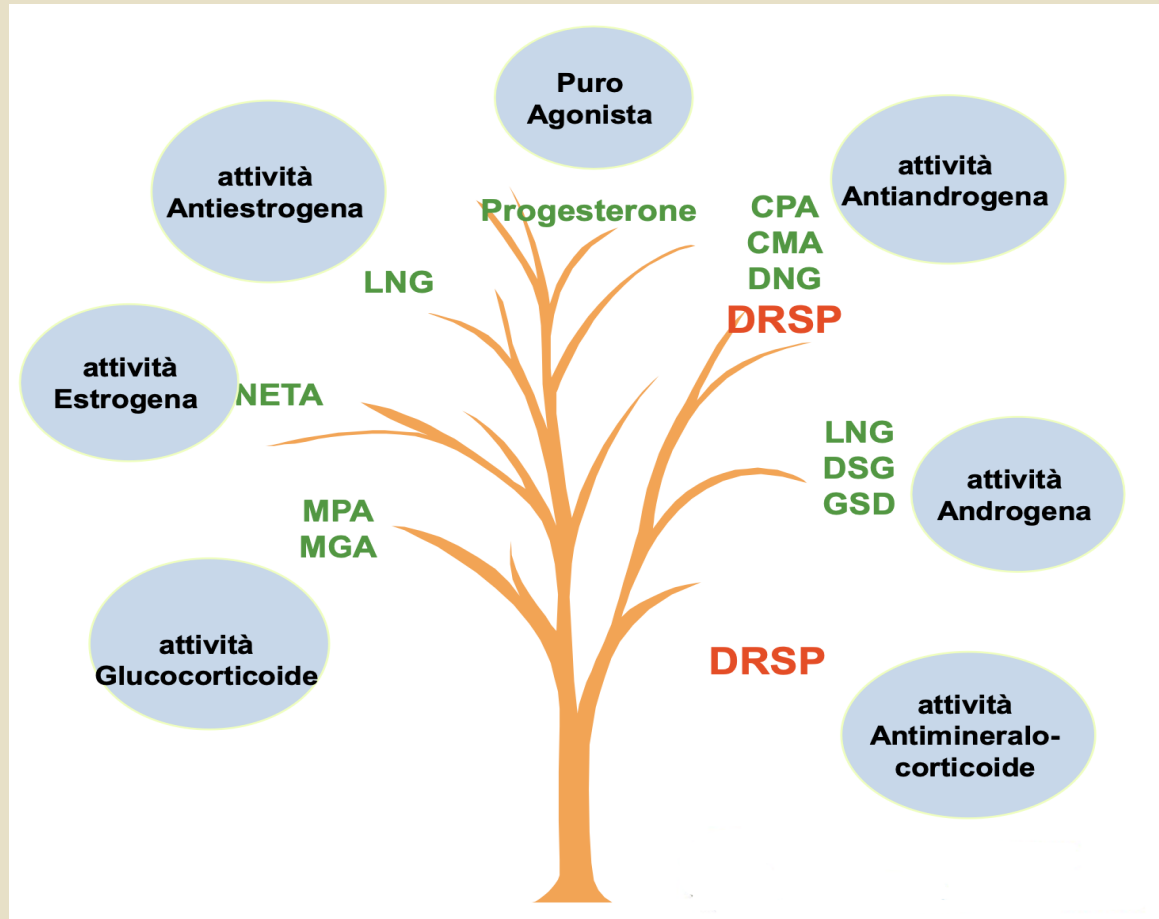 Puro
Agonista
attività
Antiestrogena
attività
Antiandrogena
Progesterone
CPA
CMA
DNG
DRSP
LNG
attività
Estrogena
NETA
LNG
DSG
GSD
attività
Androgena
MPA
MGA
attività
Glucocorticoide
DRSP
attività
Antimineralo-
corticoide